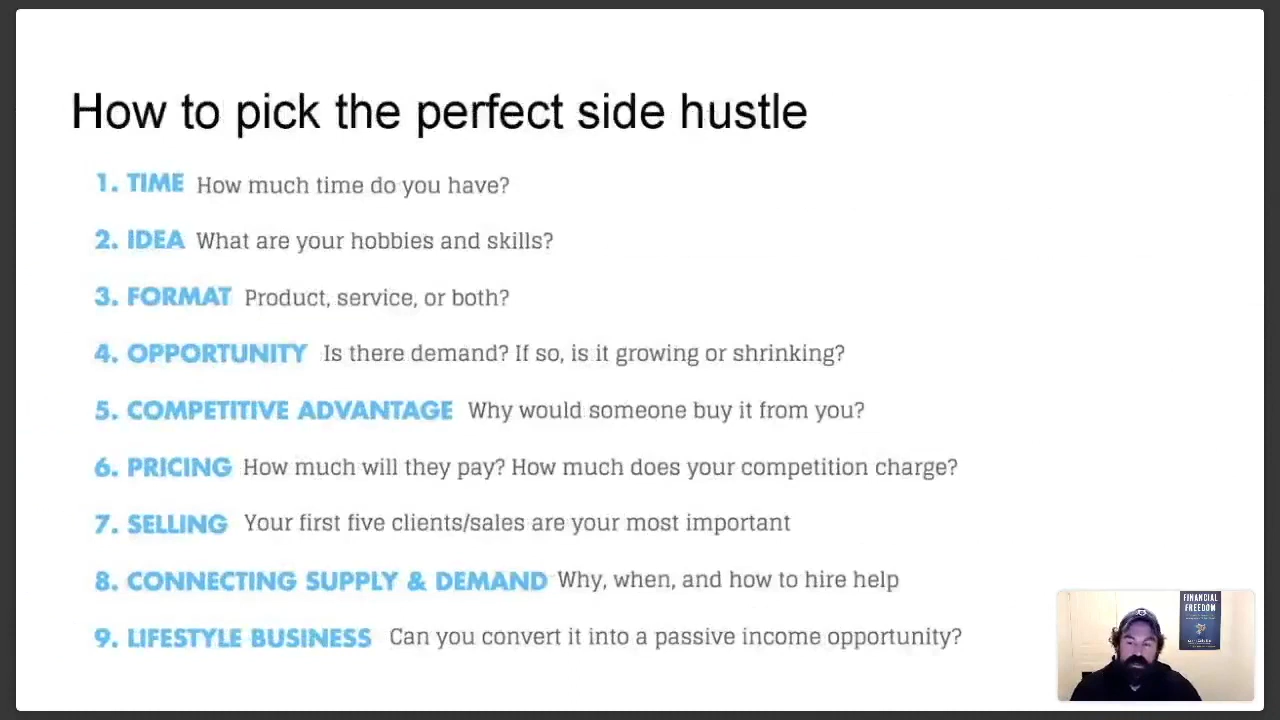 How to pick the perfect side hustle
1. TIME How much time do you have?
2. IDEA What are your hobbies and skills?
3. FORMAT Product, service, or both?
4. OPPORTUNITY Is there demand? If so, is it growing or shrinking?
5. COMPETITIVE ADVANTAGE Why would someone buy it from you?
6. PRICING How much will they pay? How much does your competition charge?
7. SELLING Your first five clients/sales are your most important
8. CONNECTING SUPPLY & DEMAND Why, when, and how to hire help
9. LIFESTYLE BUSINESS Can you convert it into a passive income opportunity?
FINANCIAL
FREEDOM